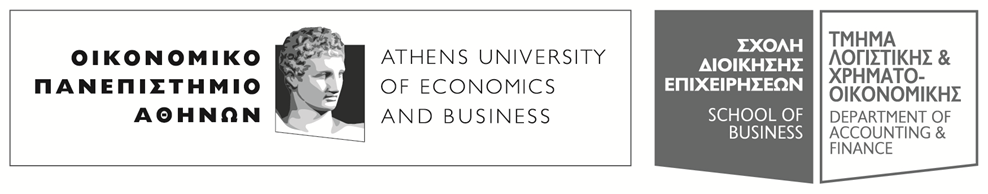 ΟΙΚΟΝΟΜΙΚΟ
ΠΑΝΕΠΙΣΤΗΜΙΟ
ΑΘΗΝΩΝ
ATHENS UNIVERSITY
OF ECONOMICS
AND BUSINESS
ΣΧΟΛΗ
ΔΙΟΙΚΗΣΗΣ
ΕΠΙΧΕΙΡΗΣΕΩΝ
SCHOOL OF
BUSINESS
ΤΜΗΜΑ
ΛΟΓΙΣΤΙΚΗΣ &
ΧΡΗΜΑΤΟ-
ΟΙΚΟΝΟΜΙΚΗΣ
DEPARTMENT OF
ACCOUNTING &
FINANCE